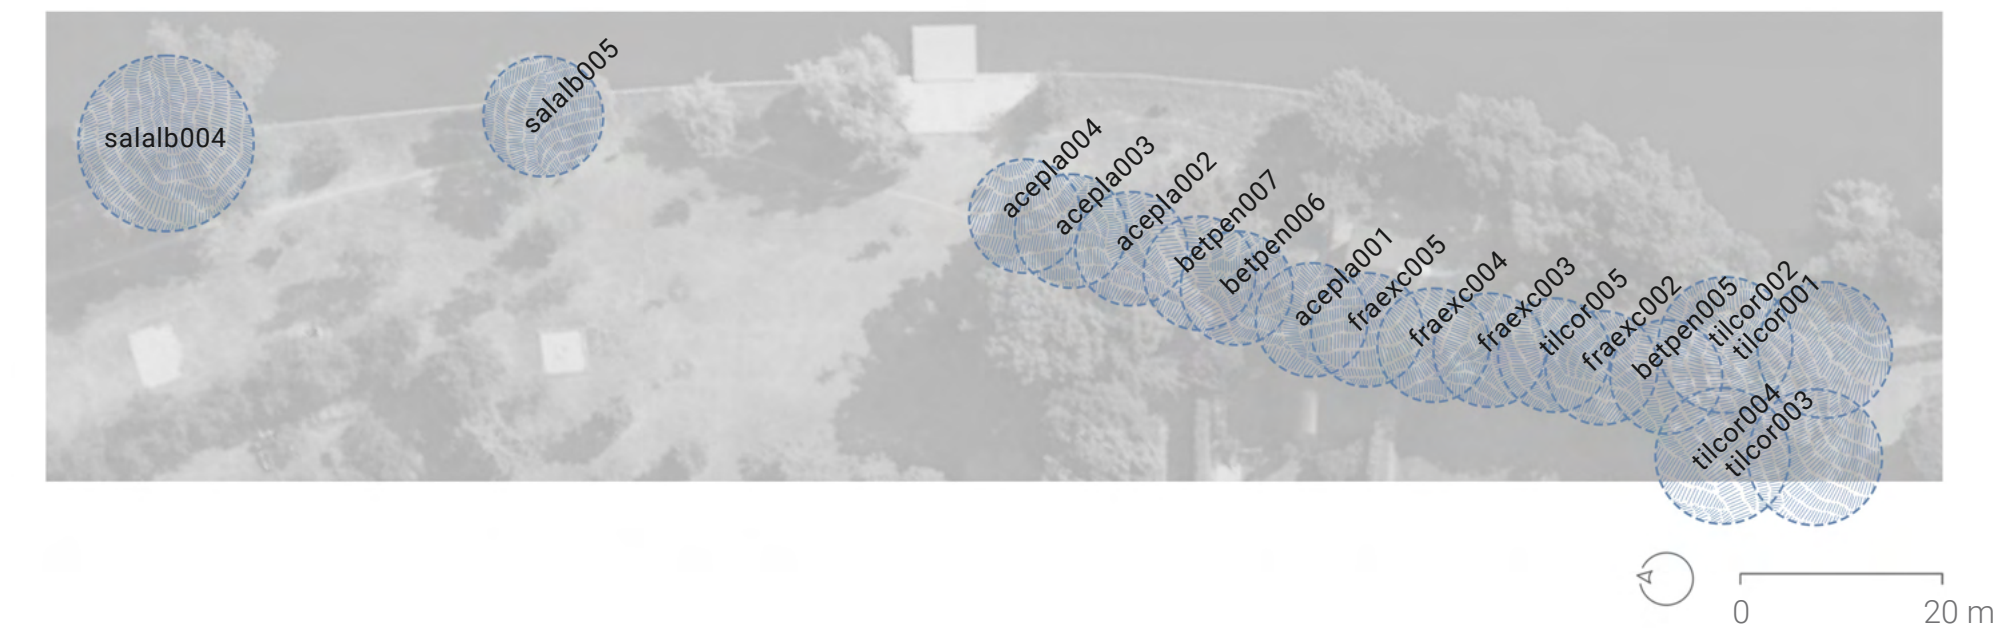 salalb004
salalb005
acepla004
acepla003
acepla002
betpen007
betpen006
acepla001
fraexc005
fraexc004
fraexc003
tilcor005
fraexc002
betpen005
tilcor002
tilcor001
tilcor004
tilcor003
0
20 m